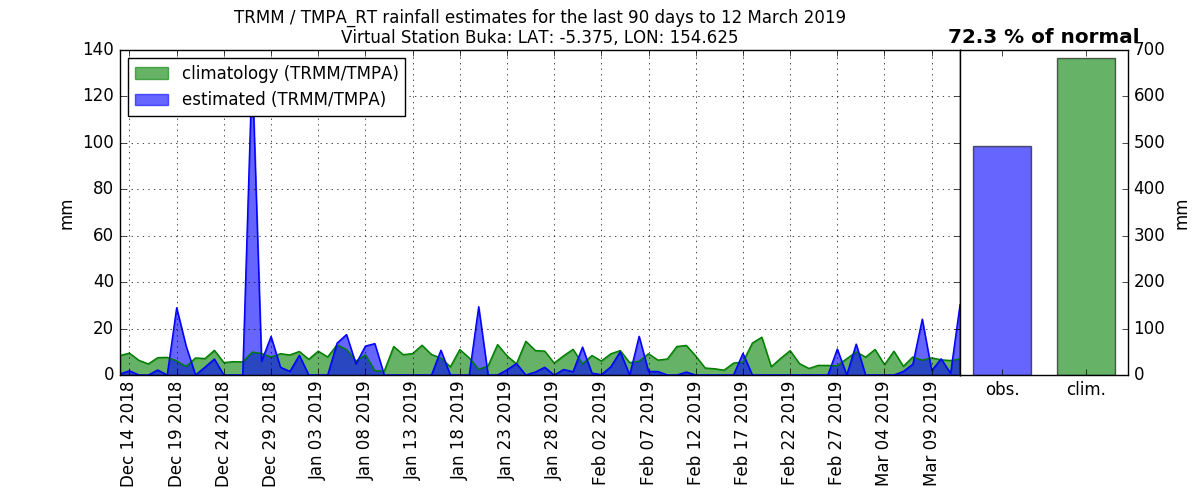 TRMM / TMPA_RT rainfall estimates for the last 90 days to 12 March 2019
Virtual Station Buka: LAT: -5.375, LON: 154.625
72.3 % of normal
climatology (TRMM/TMPA)
estimated (TRMM/TMPA)
140
120
100
80
60
40
20
0
mm
700
600
500
400
300
200
100
0
mm
Dec 14 2018
Dec 19 2018
Dec 24 2018
Dec 29 2018
Jan 03 2019
Jan 08 2019
Jan 13 2019
Jan 18 2019
Jan 23 2019
Jan 28 2019
Feb 02 2019
Feb 07 2019
Feb 12 2019
Feb 17 2019
Feb 22 2019
Feb 27 2019
Mar 04 2019
Mar 09 2019
obs.
clim.